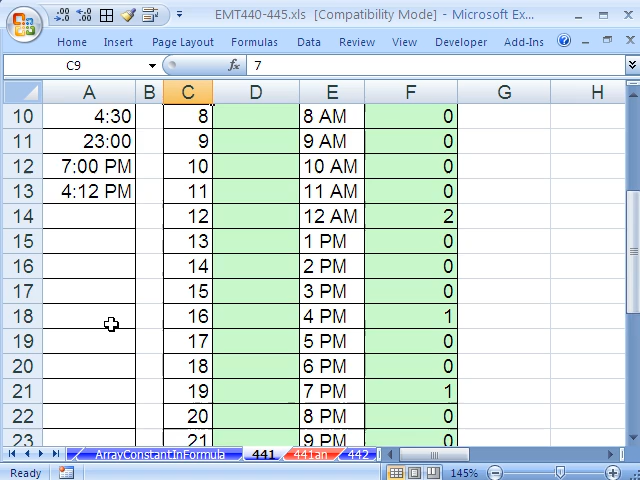 EMT440-445.xls [Compatibility Mode] - Microsoft Ex...
Home Insert Page Layout Formulas Data Review View Developer Add-Ins
C9 fx 7
A B C D E F G H
10 4:30 8 8 AM 0
11 23:00 9 9 AM 0
12 7:00 PM 10 10 AM 0
13 4:12 PM 11 11 AM 0
14 12 12 AM 2
15 13 1 PM 0
16 14 2 PM 0
17 15 3 PM 0
18 16 4 PM 1
19 17 5 PM 0
20 18 6 PM 0
21 19 7 PM 1
22 20 8 PM 0
23 21 9 PM 0
ArrayConstantInFormula 441 441an 442
Ready 145%